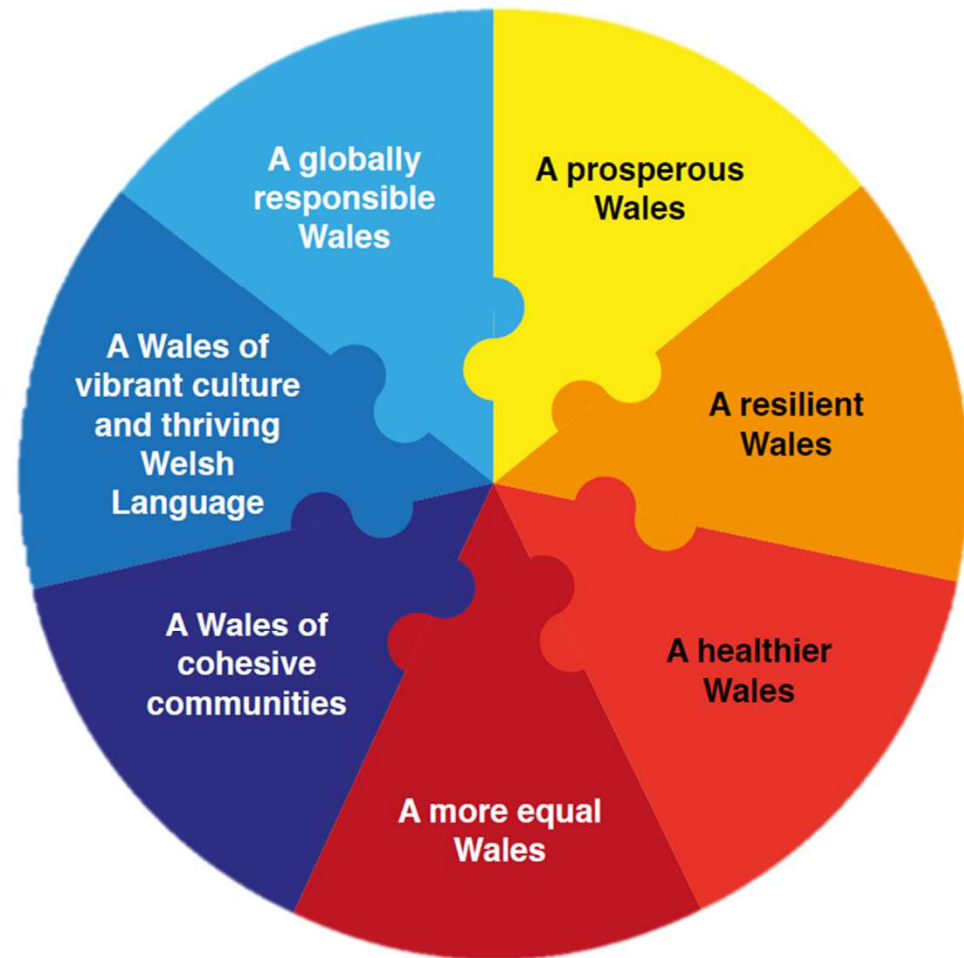 A prosperous
Wales
A resilient
Wales
A healthier
Wales
A more equal
Wales
A Wales of
cohesive
communities
A Wales of
vibrant culture
and thriving
Welsh
Language
A globally
responsible
Wales